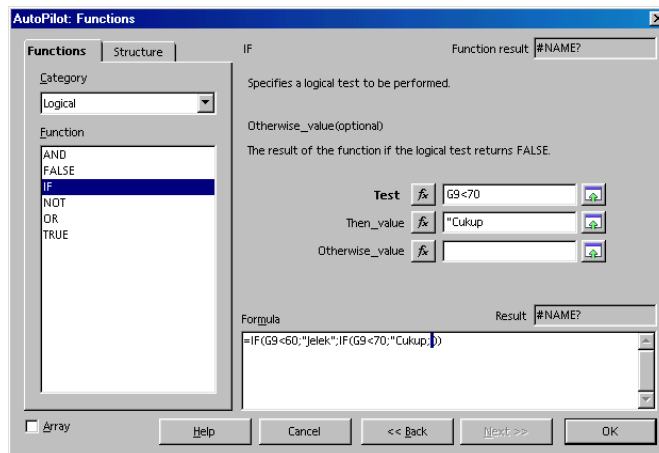 AutoPilot: Functions
Functions
Structure
IF
Function result
#NAME?
Category
Logical
Specifies a logical test to be performed.
Function
Otherwise_value(optional)
The result of the function if the logical test returns FALSE.
AND
FALSE
IF
NOT
OR
TRUE
Test
fx
G9<70
Then_value
fx
"Cukup
Otherwise_value
fx
Formula
Result
#NAME?
=IF(G9<60;"Jelek";IF(G9<70;"Cukup; ))
Array
Help
Cancel
<< Back
Next >>
OK